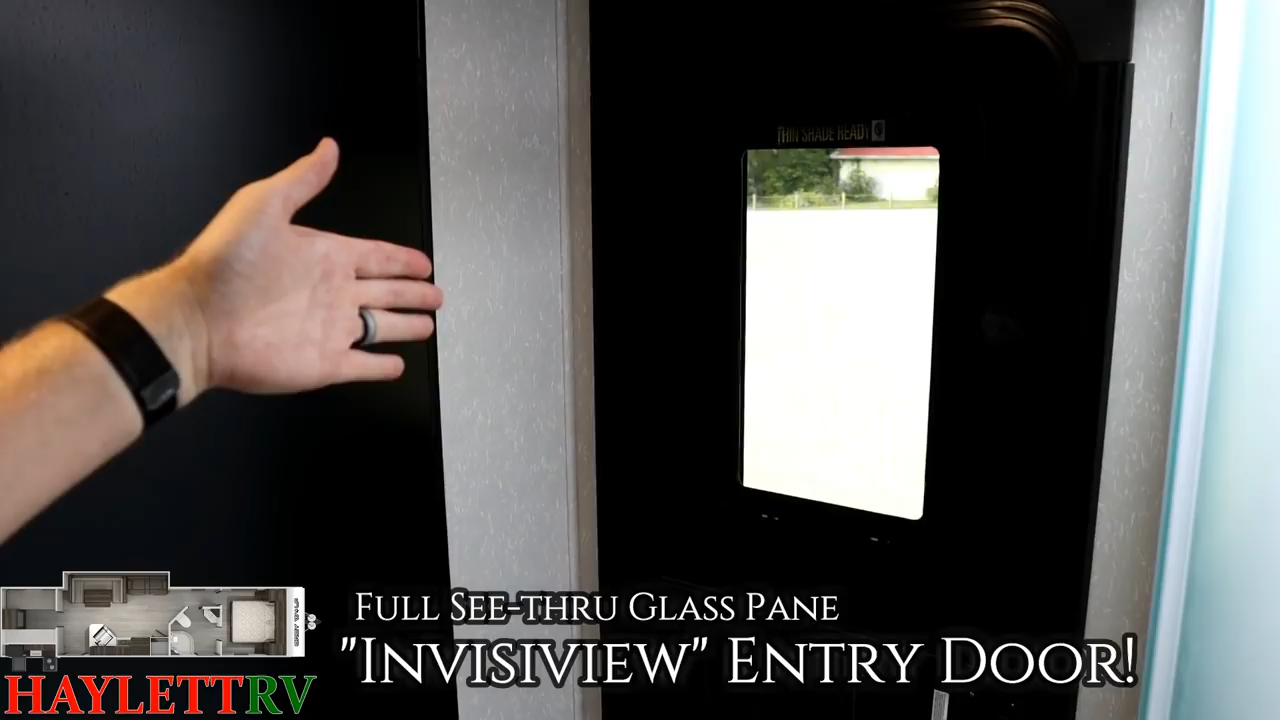 THIN SHADE READY
FULL SEE-THRU GLASS PANE
"INVISIVIEW" ENTRY DOOR!
HAYLETTRV